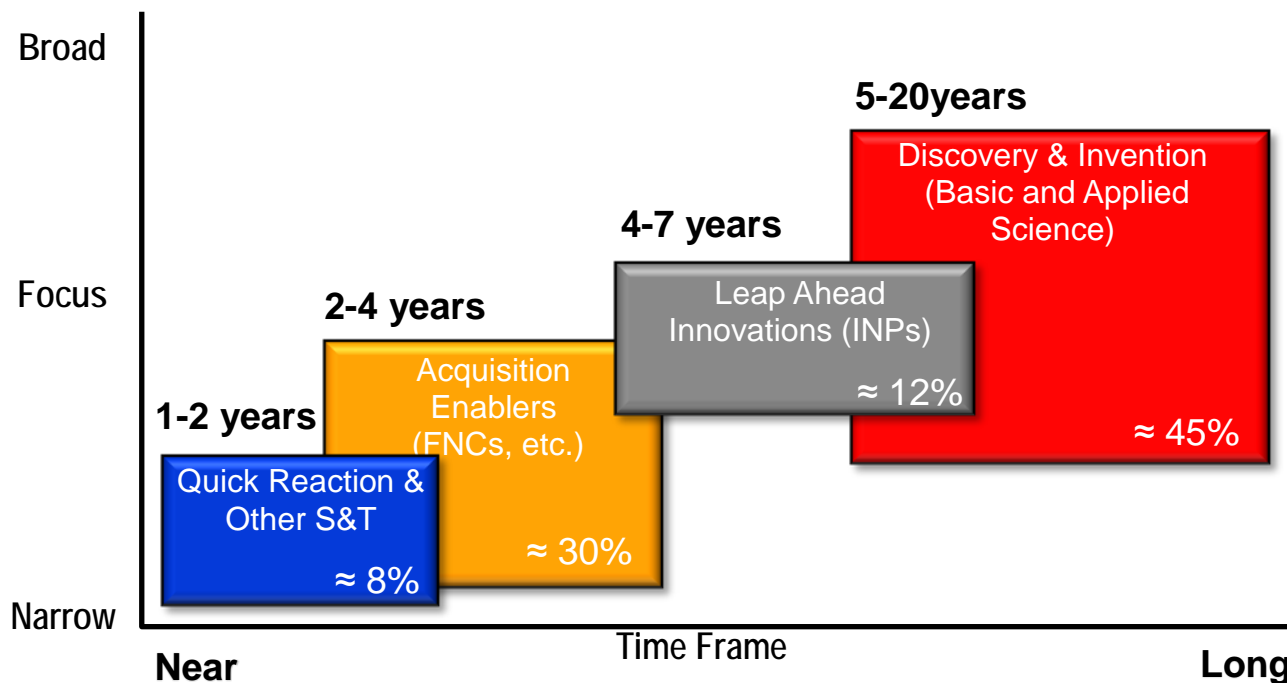 Broad
5-20years
Discovery & Invention
(Basic and Applied
Science)
4-7 years
Focus
Leap Ahead
Innovations (INPs)
2-4 years
Acquisition
Enablers
(FNCs, etc.)
≈ 12%
1-2 years
≈ 45%
Quick Reaction &
Other S&T
≈ 30%
≈ 8%
Narrow
Time Frame
Near
Long